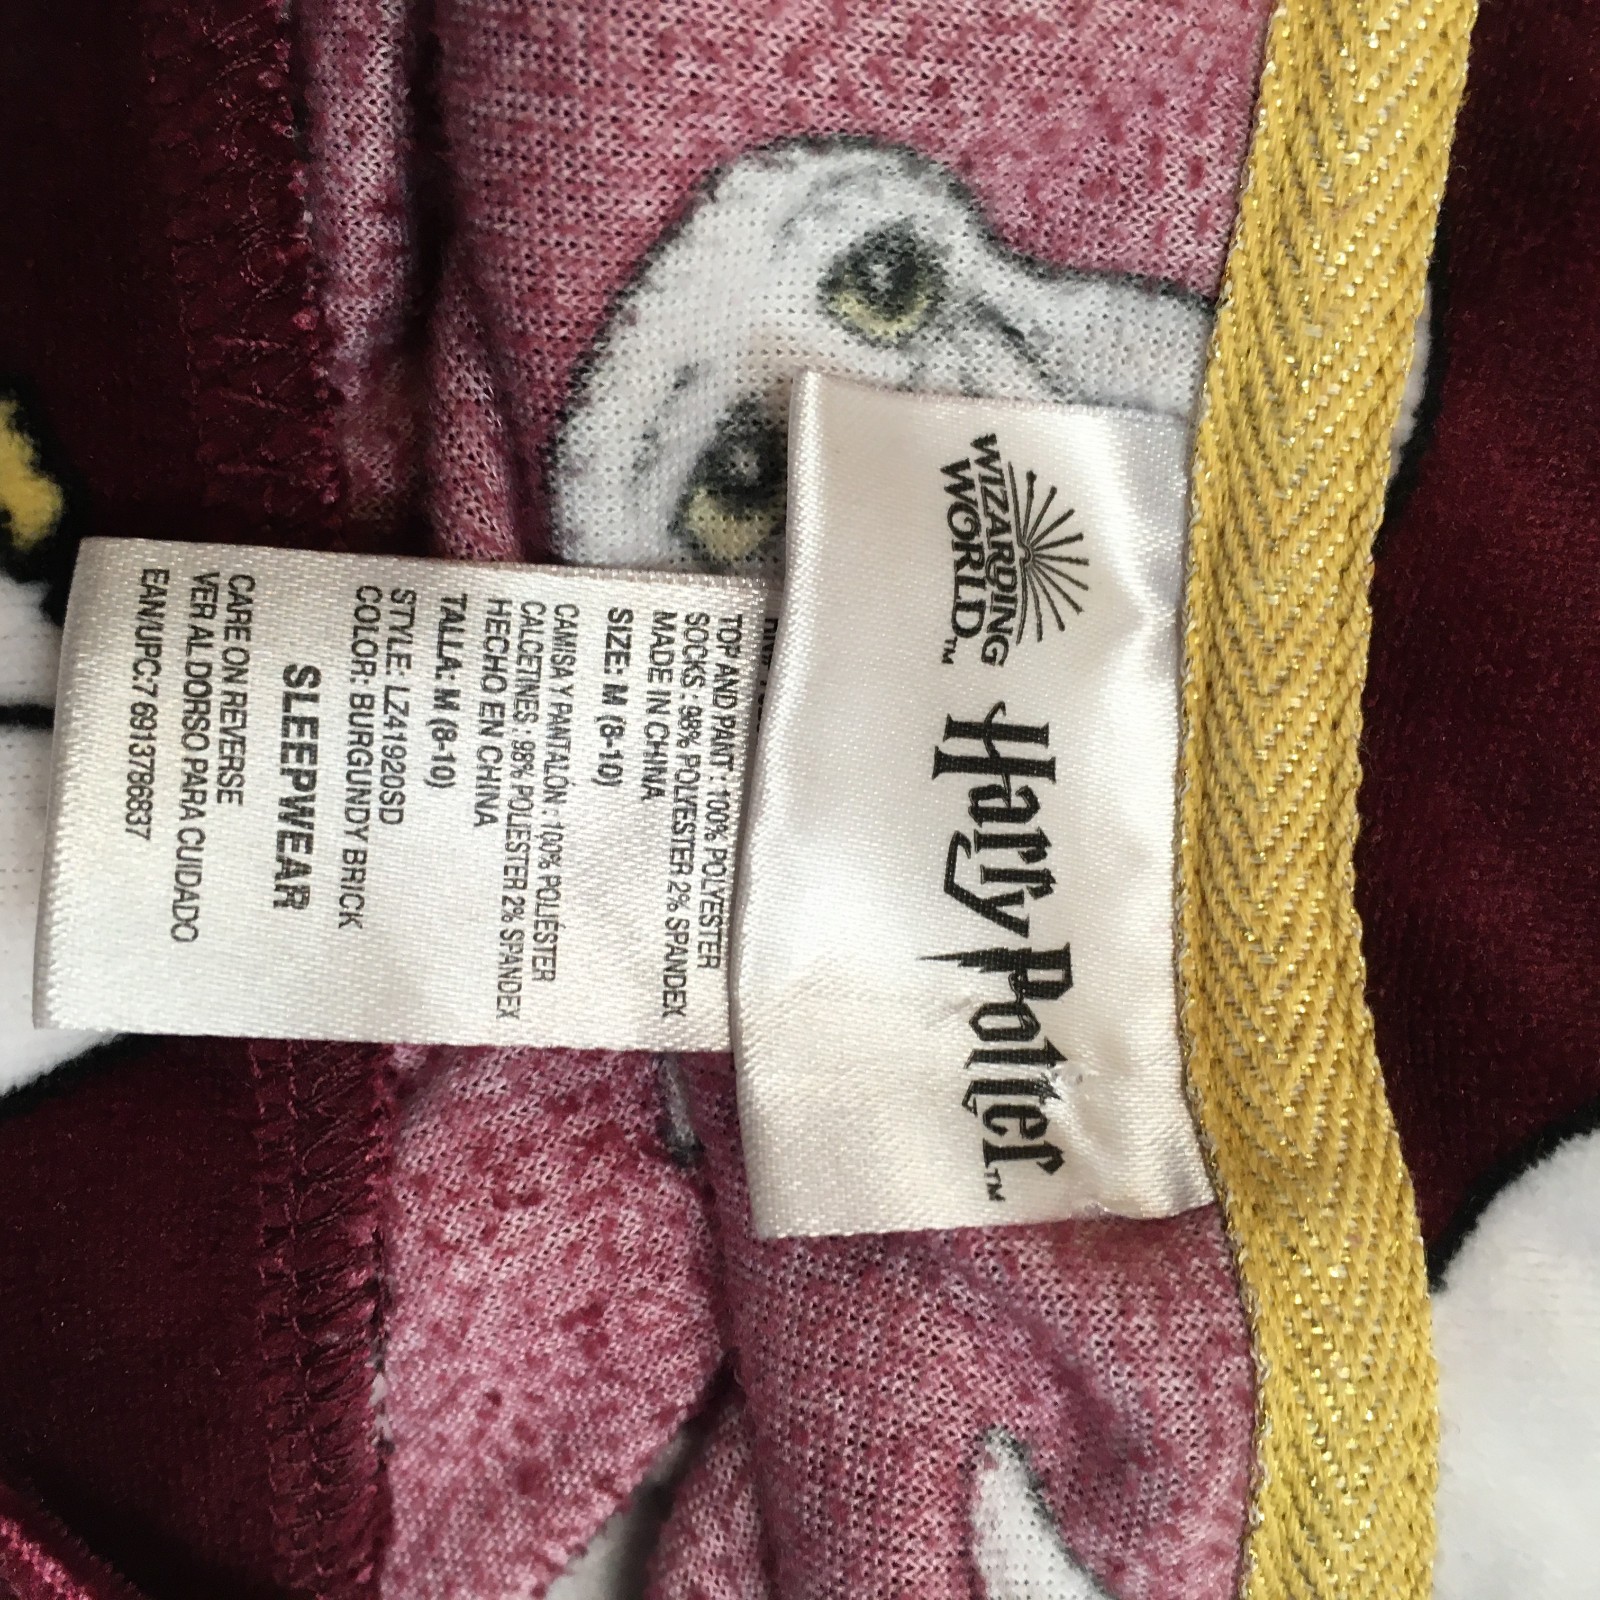 WIZARDING
WORLD™
Harry Potter™
TOP AND PANT : 100% POLYESTER
SOCKS : 98% POLYESTER 2% SPANDEX
MADE IN CHINA
SIZE: M (8-10)
CAMISA Y PANTALÓN : 100% POLIÉSTER
CALCETINES : 98% POLIÉSTER 2% SPANDEX
HECHO EN CHINA
TALLA: M (8-10)
STYLE: LZ41920SD
COLOR: BURGUNDY BRICK
SLEEPWEAR
CARE ON REVERSE
VER AL DORSO PARA CUIDADO
EAN/UPC:7 6913786837